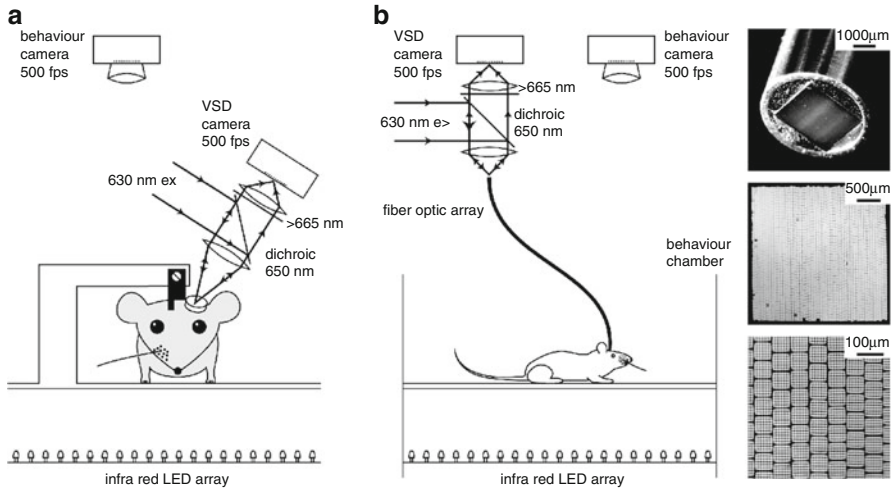 a
behaviour
camera
500 fps
VSD
camera
500 fps
630 nm ex
>665 nm
dichroic
650 nm
infra red LED array
b
VSD
camera
500 fps
behaviour
camera
500 fps
>665 nm
630 nm e>
dichroic
650 nm
fiber optic array
behaviour
chamber
infra red LED array
1000μm
500μm
100μm